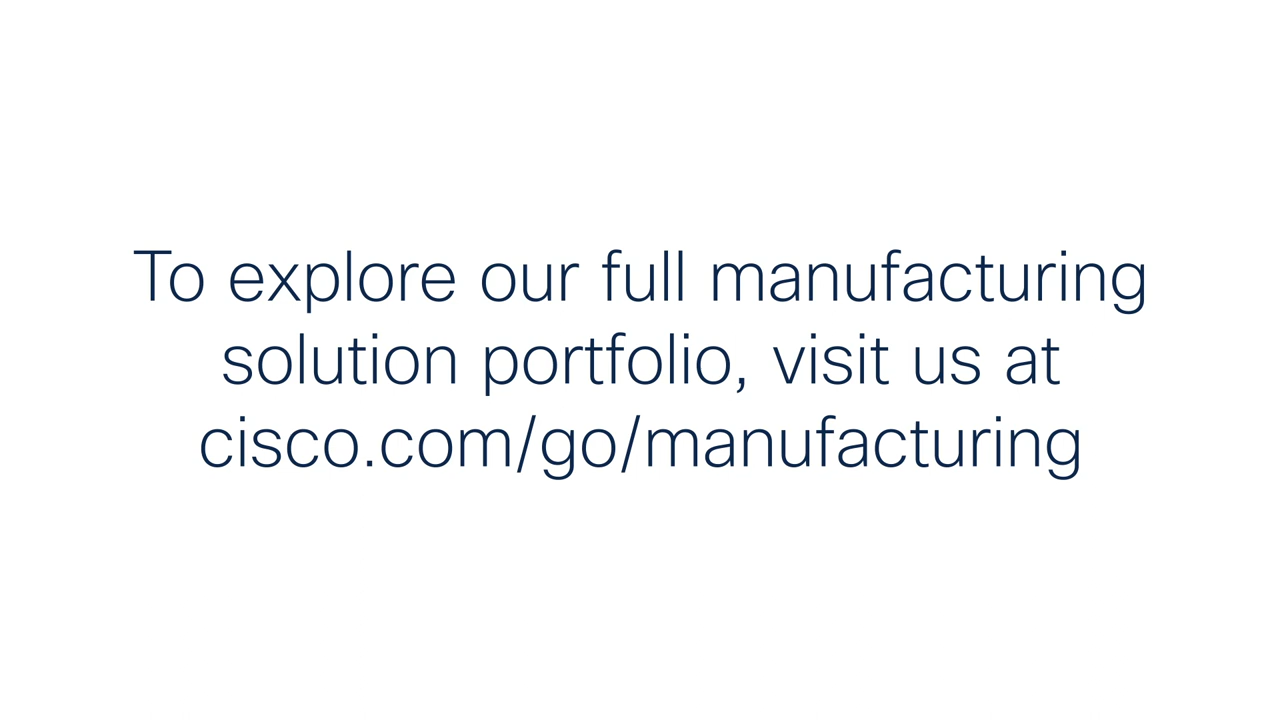 To explore our full manufacturing
solution portfolio, visit us at
cisco.com/go/manufacturing